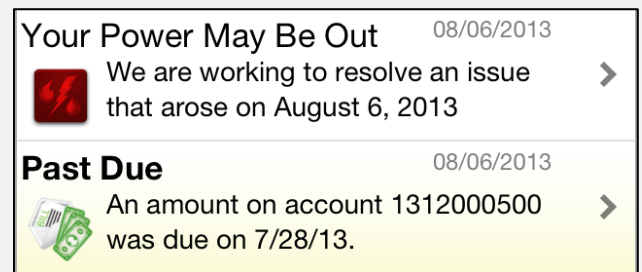 Your Power May Be Out 08/06/2013
We are working to resolve an issue
that arose on August 6, 2013
Past Due 08/06/2013
An amount on account 1312000500
was due on 7/28/13.